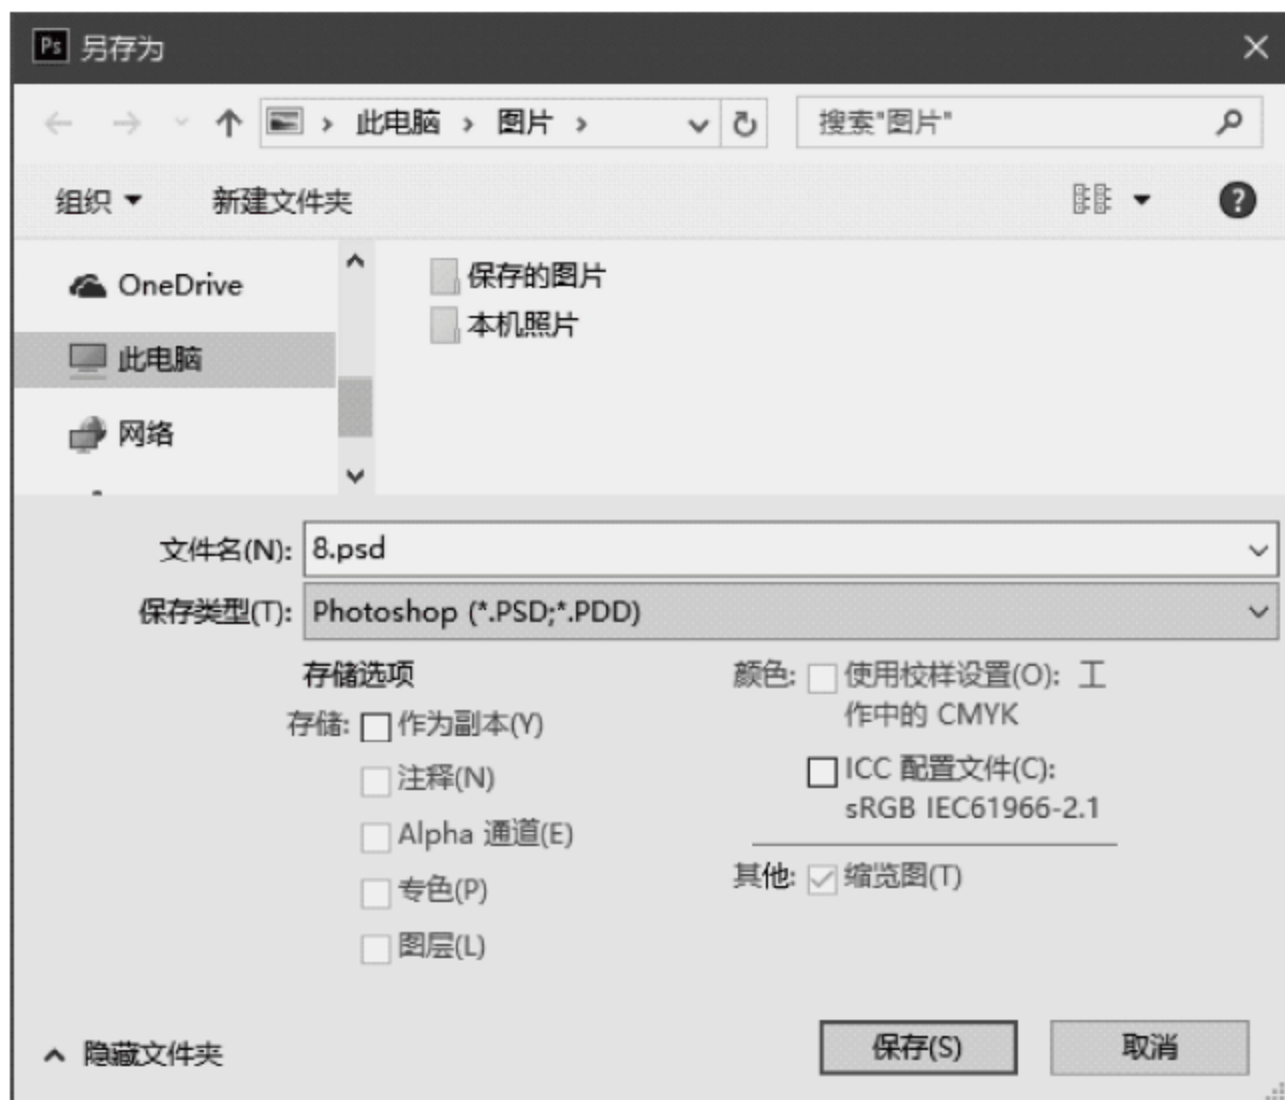 Ps 另存为
此电脑 › 图片 ›
搜索"图片"
组织
新建文件夹
OneDrive
此电脑
网络
保存的图片
本机照片
文件名(N): 8.psd
保存类型(T): Photoshop (*.PSD;*.PDD)
存储选项
存储: 作为副本(Y)
注释(N)
Alpha 通道(E)
专色(P)
图层(L)
颜色: 使用校样设置(O): 工
作中的 CMYK
ICC 配置文件(C):
sRGB IEC61966-2.1
其他: 缩览图(T)
隐藏文件夹
保存(S)
取消